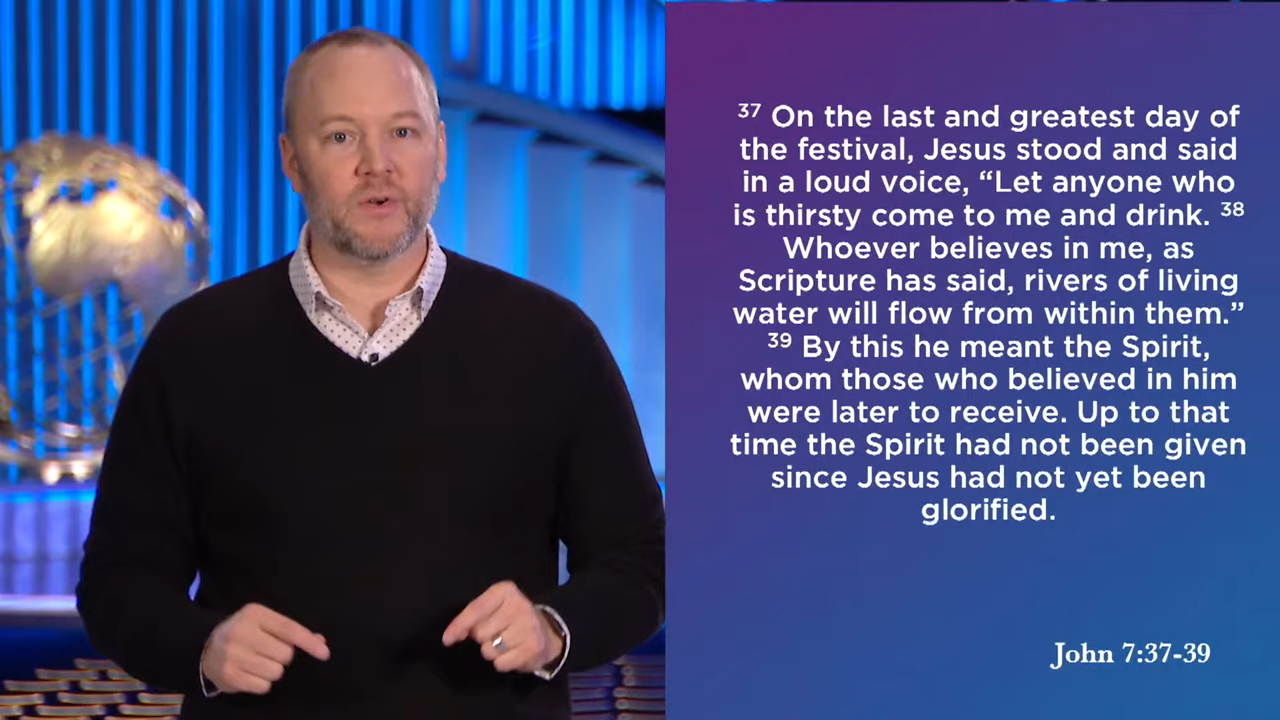 37 On the last and greatest day of
the festival, Jesus stood and said
in a loud voice, “Let anyone who
is thirsty come to me and drink. 38
Whoever believes in me, as
Scripture has said, rivers of living
water will flow from within them.”
39 By this he meant the Spirit,
whom those who believed in him
were later to receive. Up to that
time the Spirit had not been given
since Jesus had not yet been
glorified.
John 7:37-39